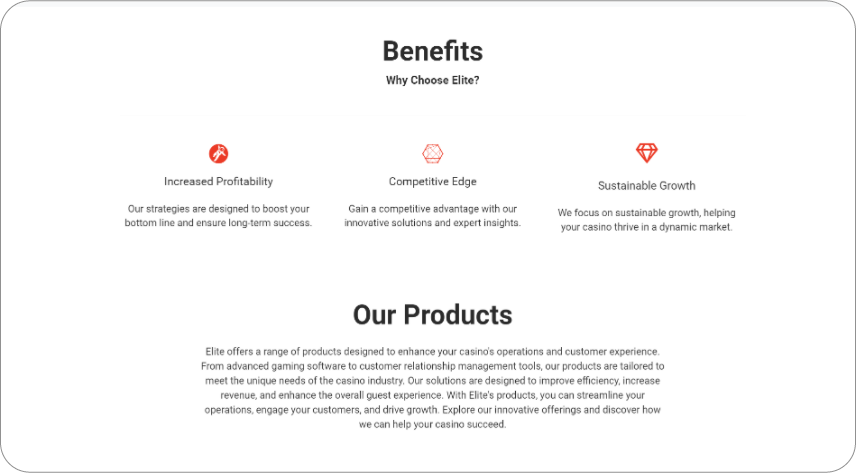 Benefits
Why Choose Elite?
Increased Profitability
Our strategies are designed to boost your
bottom line and ensure long-term success.
Competitive Edge
Gain a competitive advantage with our
innovative solutions and expert insights.
Sustainable Growth
We focus on sustainable growth, helping
your casino thrive in a dynamic market.
Our Products
Elite offers a range of products designed to enhance your casino's operations and customer experience.
From advanced gaming software to customer relationship management tools, our products are tailored to
meet the unique needs of the casino industry. Our solutions are designed to improve efficiency, increase
revenue, and enhance the overall guest experience. With Elite's products, you can streamline your
operations, engage your customers, and drive growth. Explore our innovative offerings and discover how
we can help your casino succeed.